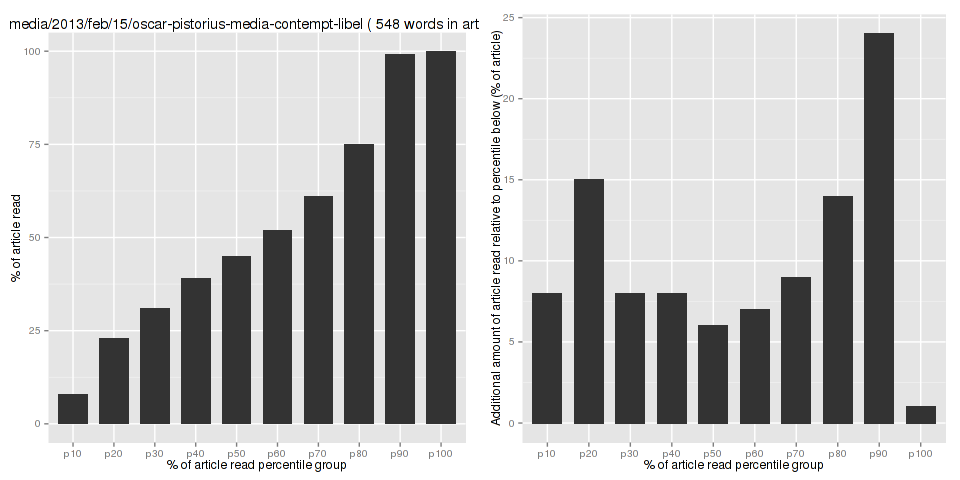 media/2013/feb/15/oscar-pistorius-media-contempt-libel ( 548 words in art
% of article read
100
75
50
25
0
p10 p20 p30 p40 p50 p60 p70 p80 p90 p100
% of article read percentile group
Additional amount of article read relative to percentile below (% of article)
25
20
15
10
5
0
p10 p20 p30 p40 p50 p60 p70 p80 p90 p100
% of article read percentile group